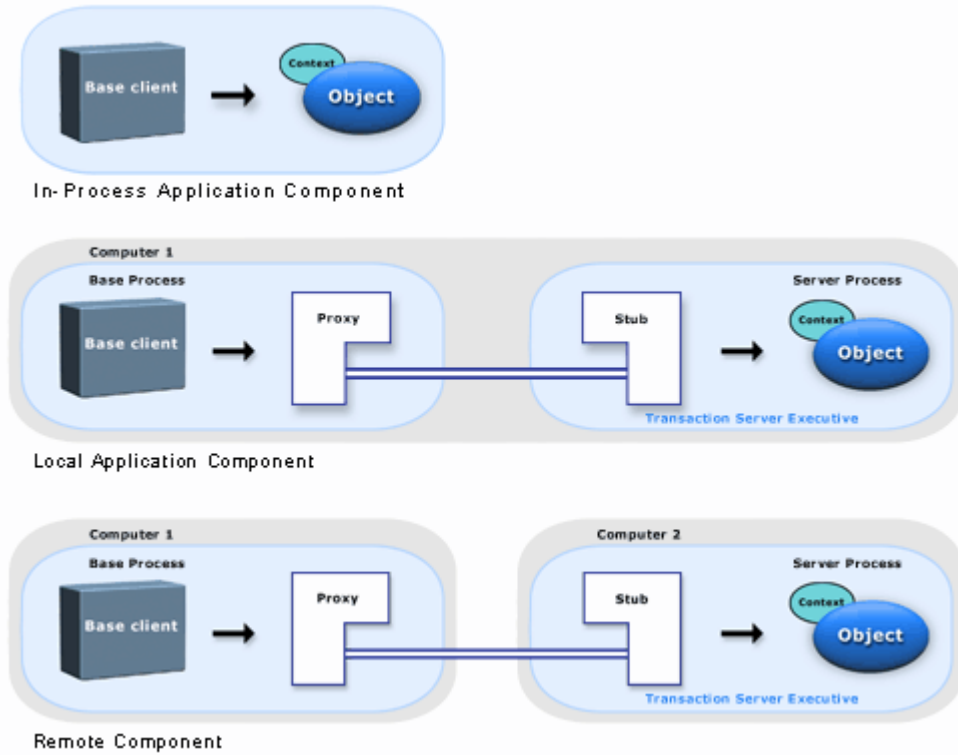 Base client
Context
Object
In-Process Application Component
Computer 1
Base Process
Server Process
Base client
Proxy
Stub
Context
Object
Transaction Server Executive
Local Application Component
Computer 1
Computer 2
Base Process
Server Process
Base client
Proxy
Stub
Context
Object
Transaction Server Executive
Remote Component